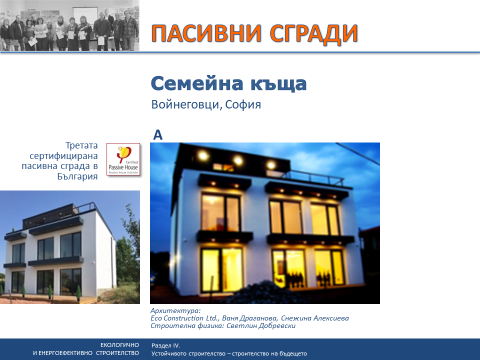 ПАСИВНИ СГРАДИ
Семейна къща
Войнеговци, София
А
Третата
сертифицирана
пасивна сграда в
България
Certified
Passive House
Архитектура:
Eco Construction Ltd., Ваня Драганова, Снежина Алексиева
Строителна физика: Светлин Добревски
ЕКОЛОГИЧНО
И ЕНЕРГОЕФЕКТИВНО СТРОИТЕЛСТВО
Раздел IV.
Устойчивото строителство – строителство на бъдещето